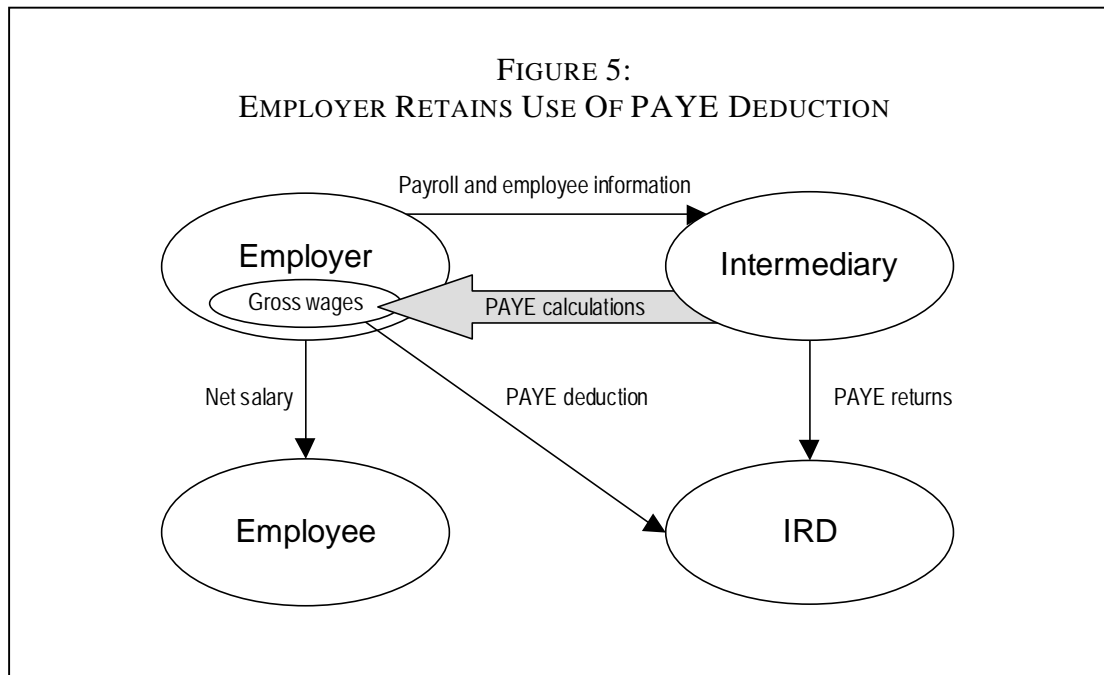 FIGURE 5:
EMPLOYER RETAINS USE OF PAYE DEDUCTION
Payroll and employee information
Employer
Intermediary
Gross wages
PAYE calculations
Net salary
PAYE deduction
PAYE returns
Employee
IRD